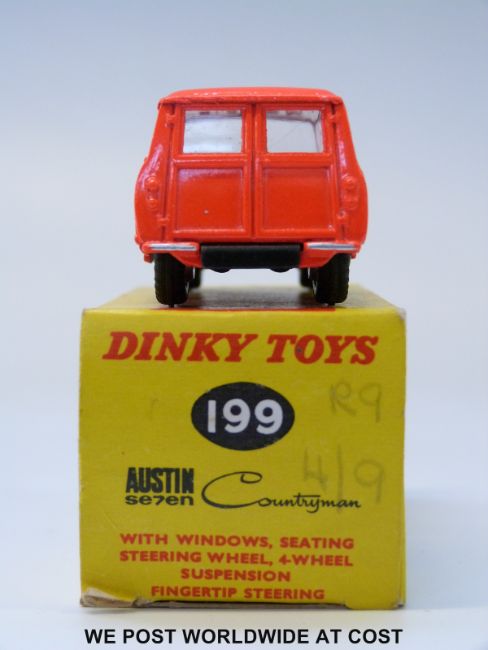 DINKY TOYS
199
R9
AUSTIN
se7en Countryman
4/9
WITH WINDOWS, SEATING
STEERING WHEEL, 4-WHEEL
SUSPENSION
FINGERTIP STEERING
WE POST WORLDWIDE AT COST